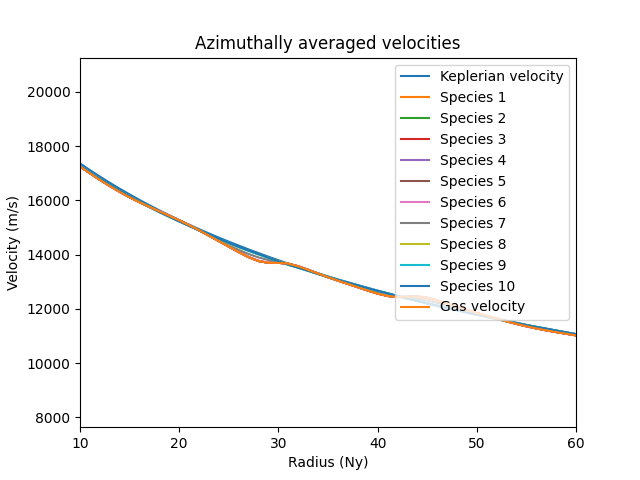 Azimuthally averaged velocities
Velocity (m/s)
20000
18000
16000
14000
12000
10000
8000
Keplerian velocity
Species 1
Species 2
Species 3
Species 4
Species 5
Species 6
Species 7
Species 8
Species 9
Species 10
Gas velocity
10 20 30 40 50 60
Radius (Ny)